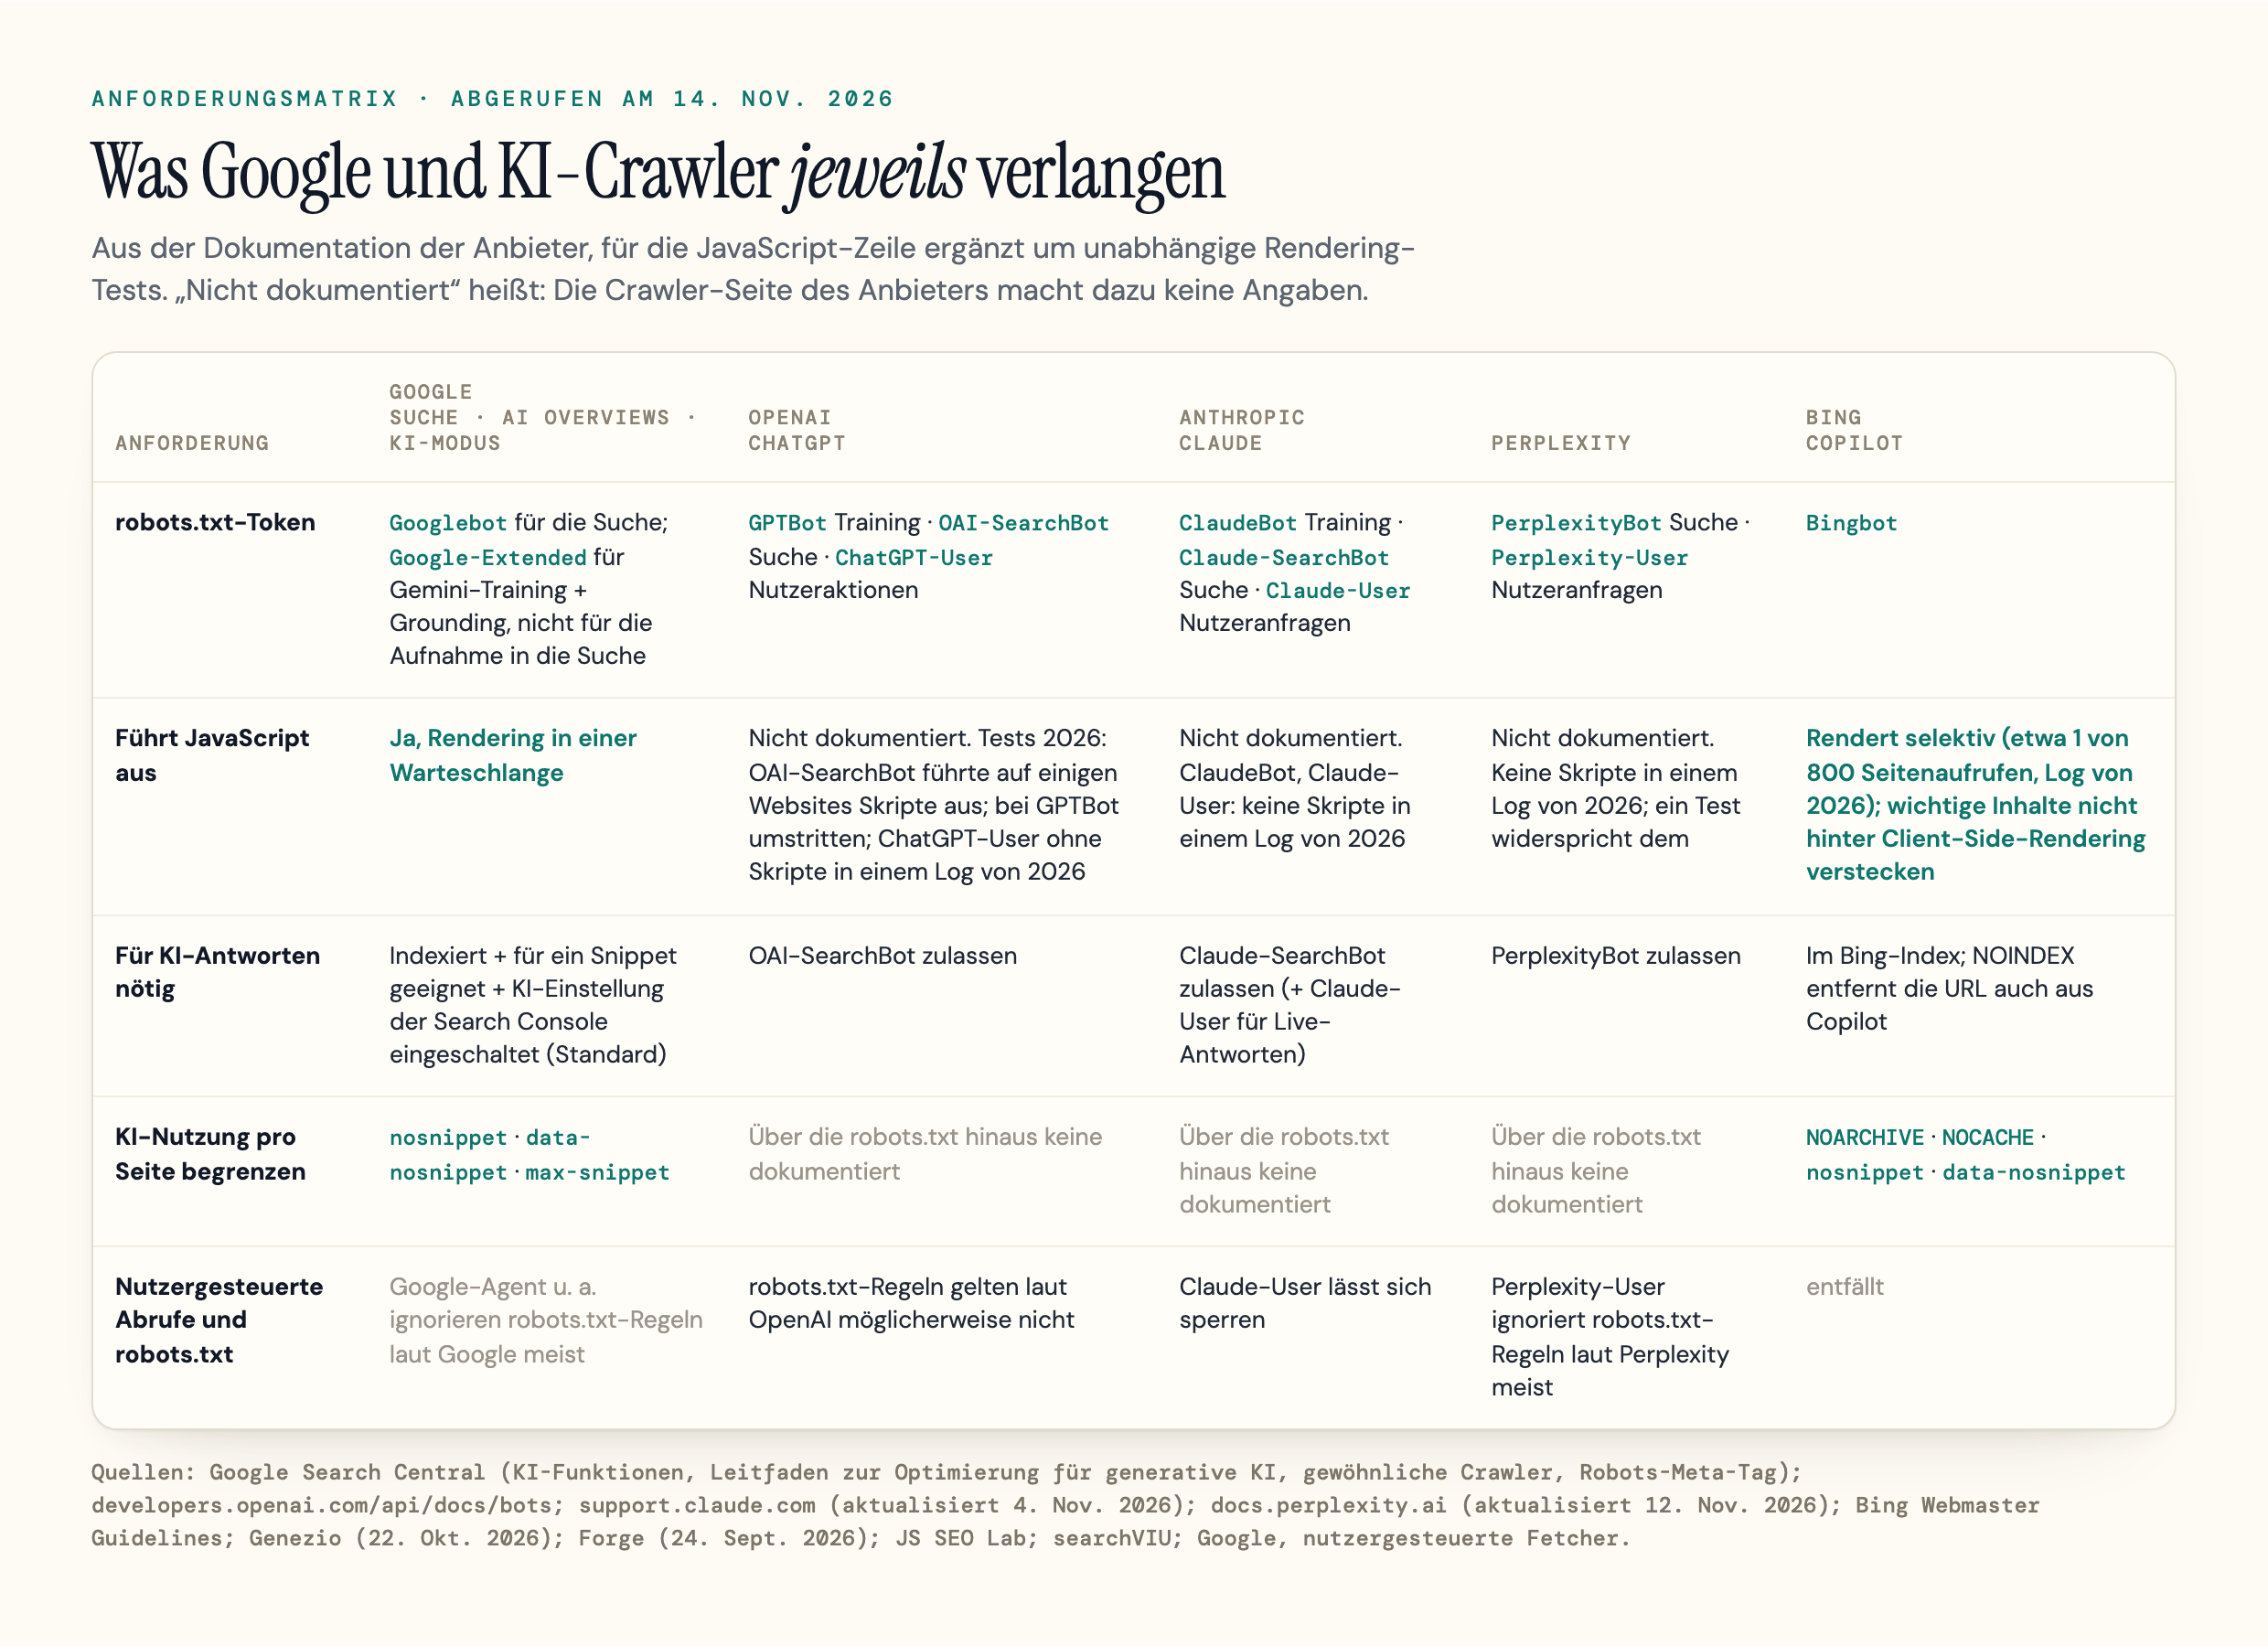 ANFORDERUNGSMATRIX · ABGERUFEN AM 14. NOV. 2026
Was Google und KI-Crawler jeweils verlangen
Aus der Dokumentation der Anbieter, für die JavaScript-Zeile ergänzt um unabhängige Rendering-
Tests. „Nicht dokumentiert“ heißt: Die Crawler-Seite des Anbieters macht dazu keine Angaben.
ANFORDERUNG
GOOGLE
SUCHE · AI OVERVIEWS ·
KI-MODUS
OPENAI
CHATGPT
ANTHROPIC
CLAUDE
PERPLEXITY
BING
COPILOT
robots.txt-Token
Googlebot für die Suche;
Google-Extended für
Gemini-Training +
Grounding, nicht für die
Aufnahme in die Suche
GPTBot Training · OAI-SearchBot
Suche · ChatGPT-User
Nutzeraktionen
ClaudeBot Training ·
Claude-SearchBot
Suche · Claude-User
Nutzeranfragen
PerplexityBot Suche ·
Perplexity-User
Nutzeranfragen
Bingbot
Führt JavaScript
aus
Ja, Rendering in einer
Warteschlange
Nicht dokumentiert. Tests 2026:
OAI-SearchBot führte auf einigen
Websites Skripte aus; bei GPTBot
umstritten; ChatGPT-User ohne
Skripte in einem Log von 2026
Nicht dokumentiert.
ClaudeBot, Claude-
User: keine Skripte in
einem Log von 2026
Nicht dokumentiert.
Keine Skripte in einem
Log von 2026; ein Test
widerspricht dem
Rendert selektiv (etwa 1 von
800 Seitenaufrufen, Log von
2026); wichtige Inhalte nicht
hinter Client-Side-Rendering
verstecken
Für KI-Antworten
nötig
Indexiert + für ein Snippet
geeignet + KI-Einstellung
der Search Console
eingeschaltet (Standard)
OAI-SearchBot zulassen
Claude-SearchBot
zulassen (+ Claude-
User für Live-
Antworten)
PerplexityBot zulassen
Im Bing-Index; NOINDEX
entfernt die URL auch aus
Copilot
KI-Nutzung pro
Seite begrenzen
nosnippet · data-
nosnippet · max-snippet
Über die robots.txt hinaus keine
dokumentiert
Über die robots.txt
hinaus keine
dokumentiert
Über die robots.txt
hinaus keine
dokumentiert
NOARCHIVE · NOCACHE ·
nosnippet · data-nosnippet
Nutzergesteuerte
Abrufe und
robots.txt
Google-Agent u. a.
ignorieren robots.txt-Regeln
laut Google meist
robots.txt-Regeln gelten laut
OpenAI möglicherweise nicht
Claude-User lässt sich
sperren
Perplexity-User
ignoriert robots.txt-
Regeln laut Perplexity
meist
entfällt
Quellen: Google Search Central (KI-Funktionen, Leitfaden zur Optimierung für generative KI, gewöhnliche Crawler, Robots-Meta-Tag);
developers.openai.com/api/docs/bots; support.claude.com (aktualisiert 4. Nov. 2026); docs.perplexity.ai (aktualisiert 12. Nov. 2026); Bing Webmaster
Guidelines; Genezio (22. Okt. 2026); Forge (24. Sept. 2026); JS SEO Lab; searchVIU; Google, nutzergesteuerte Fetcher.